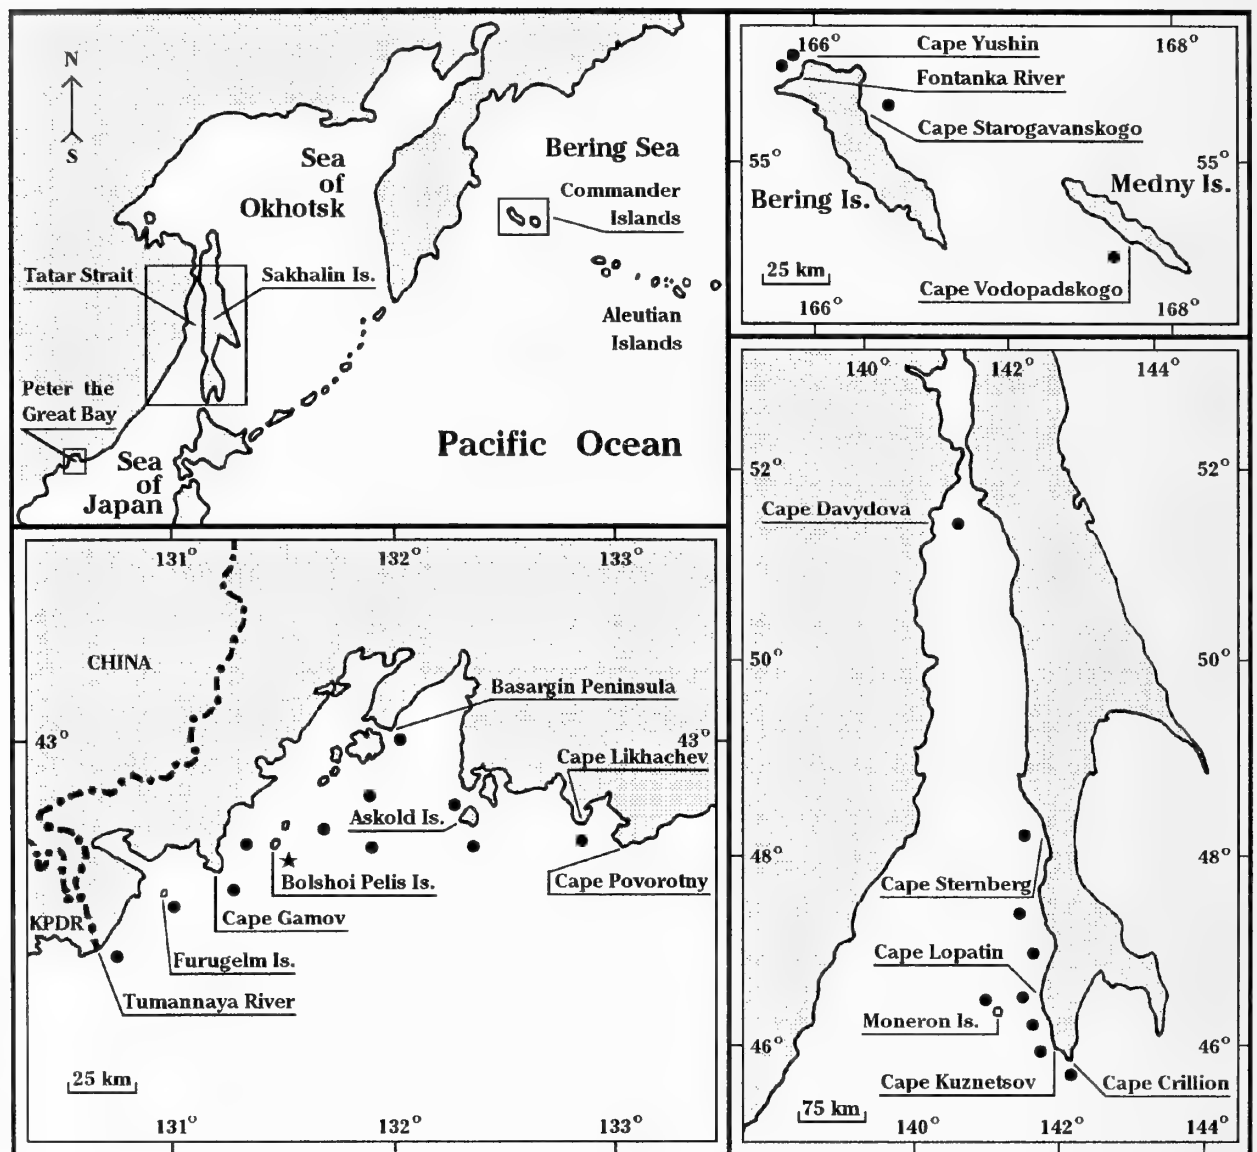 N
S
Sea
of
Okhotsk
Bering Sea
Commander
Islands
Tatar Strait
Sakhalin Is.
Aleutian
Islands
Peter the
Great Bay
Sea
of
Japan
Pacific Ocean
166° Cape Yushin 168°
Fontanka River
Cape Starogavanskogo
55° 55°
Bering Is.
Medny Is.
25 km
Cape Vodopadskogo
166° 168°
131° 132° 133°
CHINA
Basargin Peninsula
43° 43°
Cape Likhachev
Askold Is.
Bolshoi Pelis Is.
Cape Povorotny
KPDR
Cape Gamov
Furugelm Is.
Tumannaya River
25 km
131° 132° 133°
140° 142° 144°
52° 52°
Cape Davydova
50° 50°
48° 48°
Cape Sternberg
Cape Lopatin
Moneron Is.
46° 46°
Cape Kuznetsov
Cape Crillion
75 km
140° 142° 144°